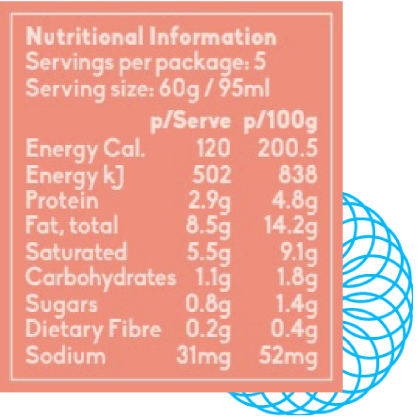 Nutritional Information
Servings per package: 5
Serving size: 60g / 95ml
p/Serve p/100g
Energy Cal. 120 200.5
Energy kJ 502 838
Protein 2.9g 4.8g
Fat, total 8.5g 14.2g
Saturated 5.5g 9.1g
Carbohydrates 1.1g 1.8g
Sugars 0.8g 1.4g
Dietary Fibre 0.2g 0.4g
Sodium 31mg 52mg